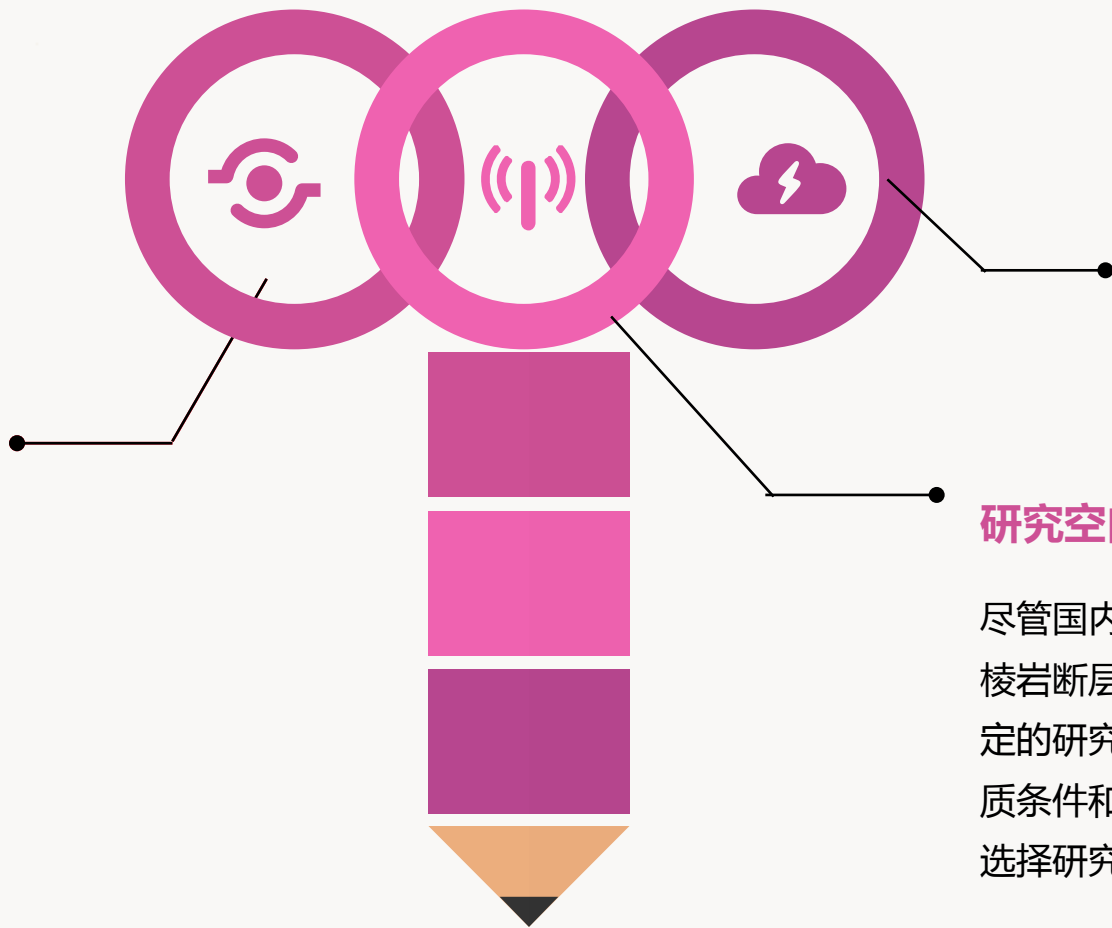 研究空
尽管国内
棱岩断层
定的研究
质条件和
选择研究